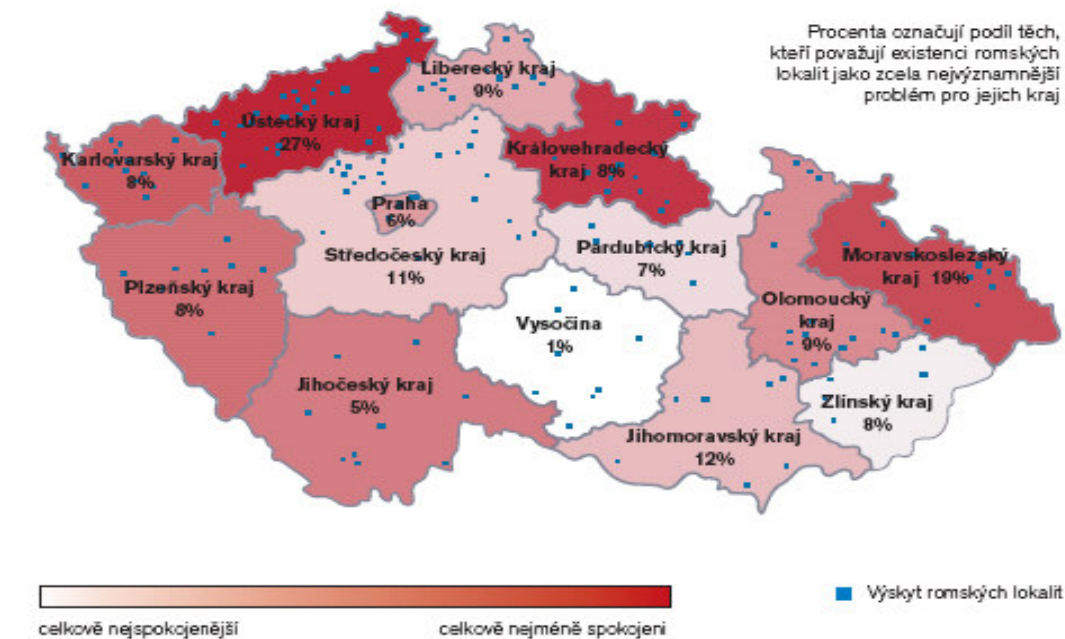 Procenta označují podíl těch,
kteří považují existenci romských
lokalit jako zcela nejvýznamnější
problém pro jejich kraj
Liberecký kraj
9%
Ústecký kraj
27%
Karlovarský kraj
8%
Královehradecký
kraj 8%
Praha
6%
Středočeský kraj
11%
Pardubický kraj
7%
Moravskoslezský
kraj 19%
Plzeňský kraj
8%
Olomoucký
kraj
9%
Vysočina
1%
Jihočeský kraj
5%
Zlínský kraj
8%
Jihomoravský kraj
12%
Výskyt romských lokalit
celkově nejspokojenější
celkově nejméně spokojeni